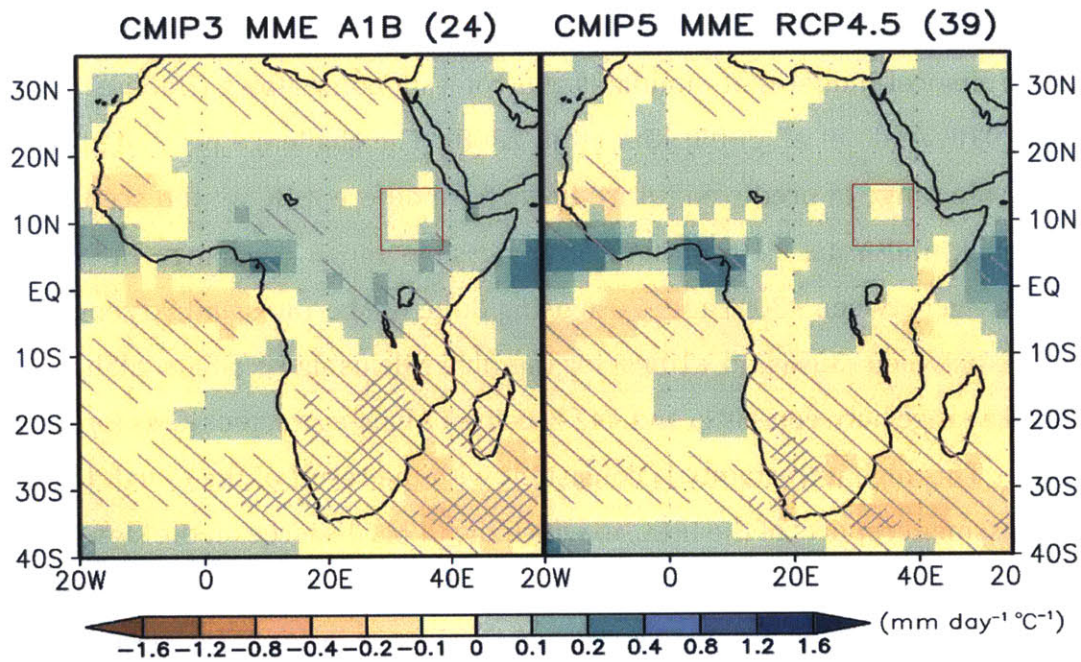 CMIP3 MME A1B (24) CMIP5 MME RCP4.5 (39)
30N 30N
20N 20N
10N 10N
EQ EQ
10S 10S
20S 20S
30S 30S
40S 40S
20W 0 20E 40E 20W 0 20E 40E 20
-1.6 -1.2 -0.8 -0.4 -0.2 -0.1 0 0.1 0.2 0.4 0.8 1.2 1.6 (mm day⁻¹ °C⁻¹)